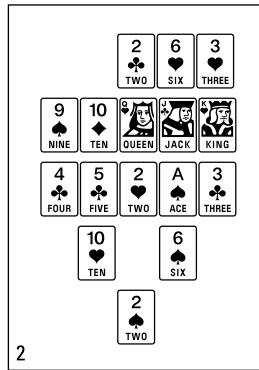 2 6 3
TWO SIX THREE
9 10 Q J K
NINE TEN QUEEN JACK KING
4 5 2 A 3
FOUR FIVE TWO ACE THREE
10 6
TEN SIX
2
TWO
2